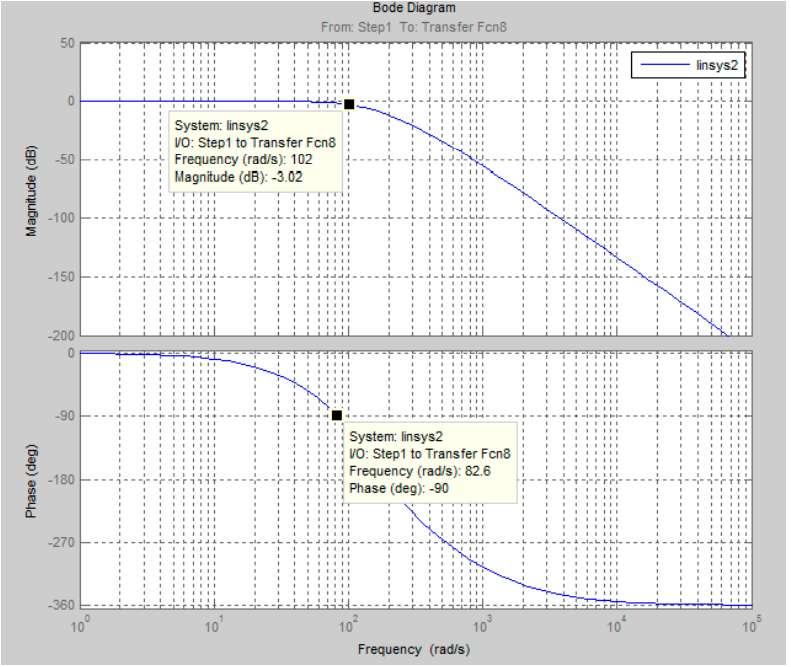 Bode Diagram
From: Step1 To: Transfer Fcn8
linsys2
50
0
-50
-100
-150
-200
Magnitude (dB)
System: linsys2
I/O: Step1 to Transfer Fcn8
Frequency (rad/s): 102
Magnitude (dB): -3.02
0
-90
-180
-270
-360
Phase (deg)
System: linsys2
I/O: Step1 to Transfer Fcn8
Frequency (rad/s): 82.6
Phase (deg): -90
10^0 10^1 10^2 10^3 10^4 10^5
Frequency (rad/s)